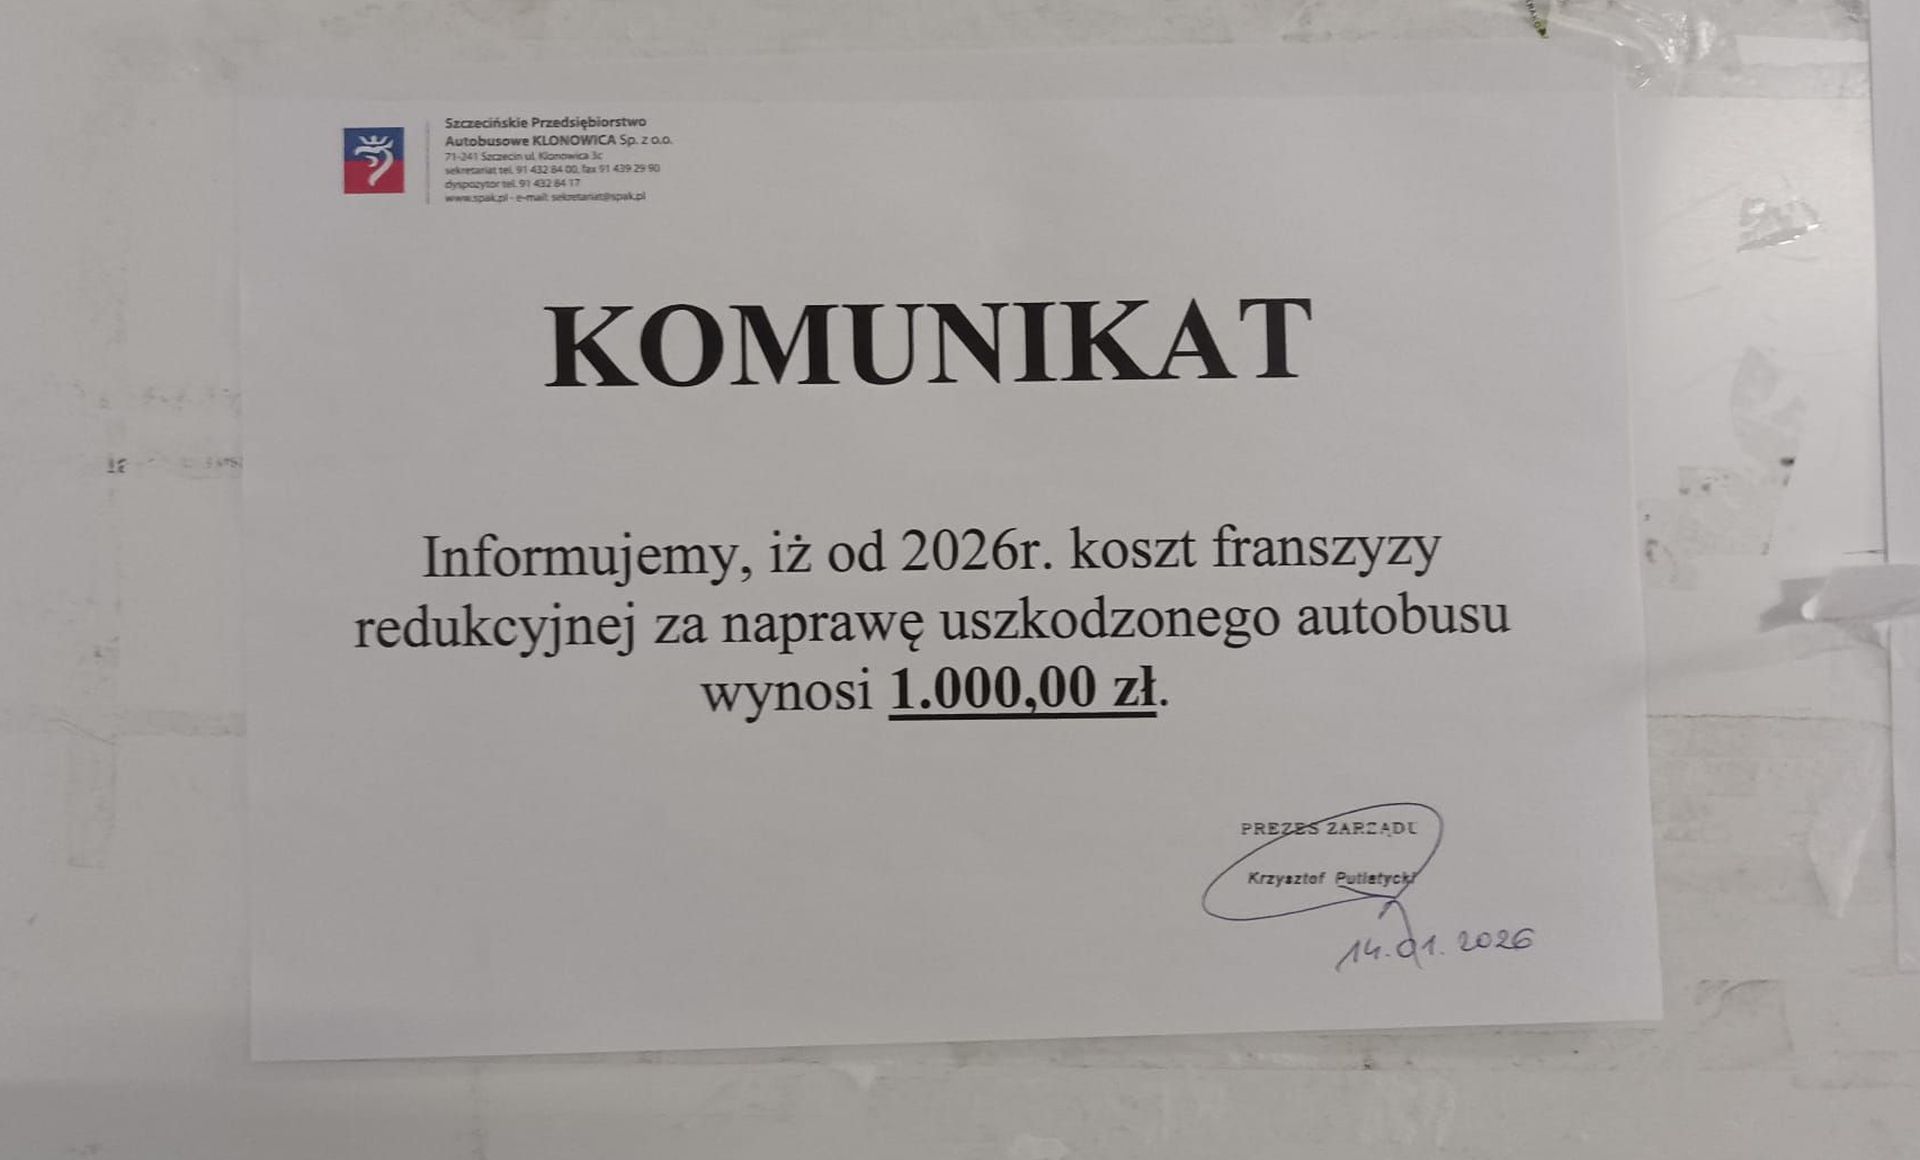 Szczecińskie Przedsiębiorstwo
Autobusowe KLONOWICA Sp. z o.o.
71-241 Szczecin ul. Klonowica 3c
sekretariat tel. 91 432 84 00, fax 91 439 29 90
dyspozytor tel. 91 432 84 17
www.spak.pl - e-mail: sekretariat@spak.pl
KOMUNIKAT
Informujemy, iż od 2026r. koszt franszyzy
redukcyjnej za naprawę uszkodzonego autobusu
wynosi 1.000,00 zł.
PREZES ZARZĄDU
Krzysztof Putiatycki
14.01.2026